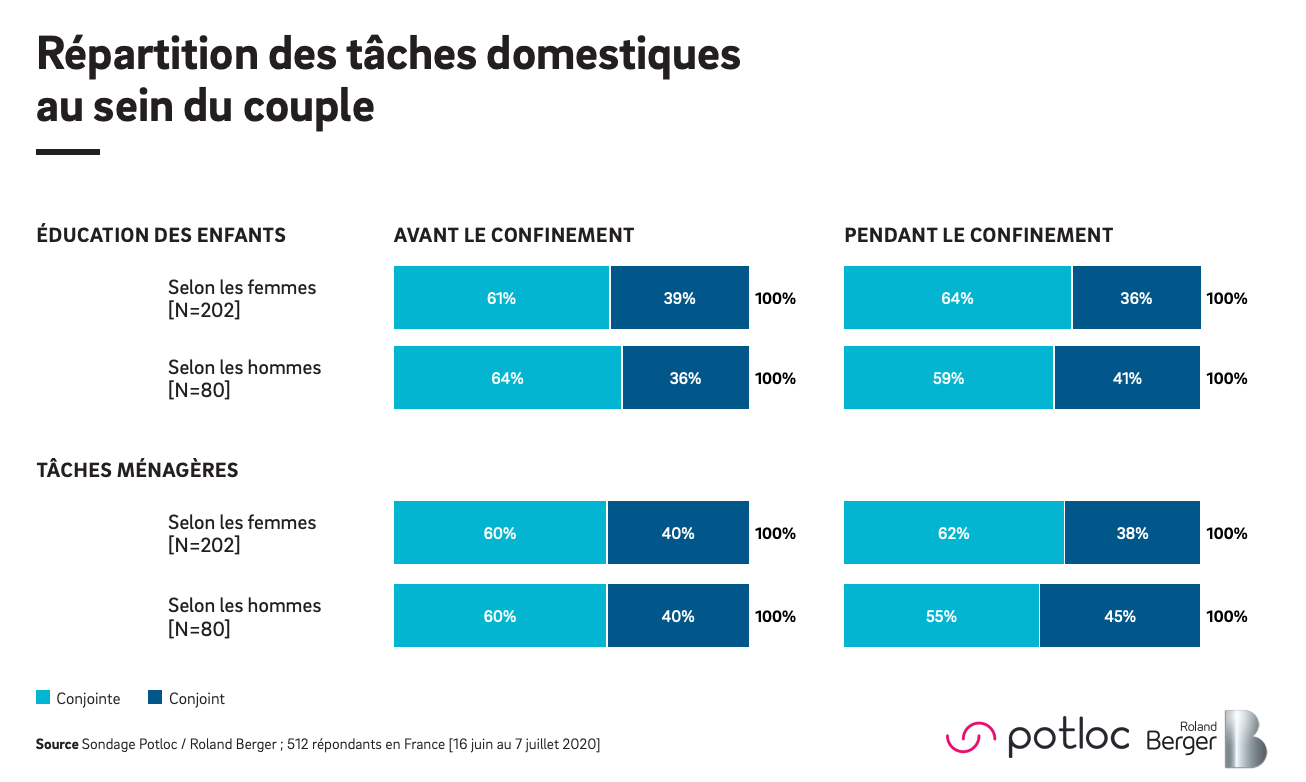 Répartition des tâches domestiques
au sein du couple
ÉDUCATION DES ENFANTS
AVANT LE CONFINEMENT
PENDANT LE CONFINEMENT
Selon les femmes
[N=202]
61%
39%
100%
64%
36%
100%
Selon les hommes
[N=80]
64%
36%
100%
59%
41%
100%
TÂCHES MÉNAGÈRES
Selon les femmes
[N=202]
60%
40%
100%
62%
38%
100%
Selon les hommes
[N=80]
60%
40%
100%
55%
45%
100%
Conjointe
Conjoint
Source Sondage Potloc / Roland Berger ; 512 répondants en France [16 juin au 7 juillet 2020]
potloc
Roland
Berger
B